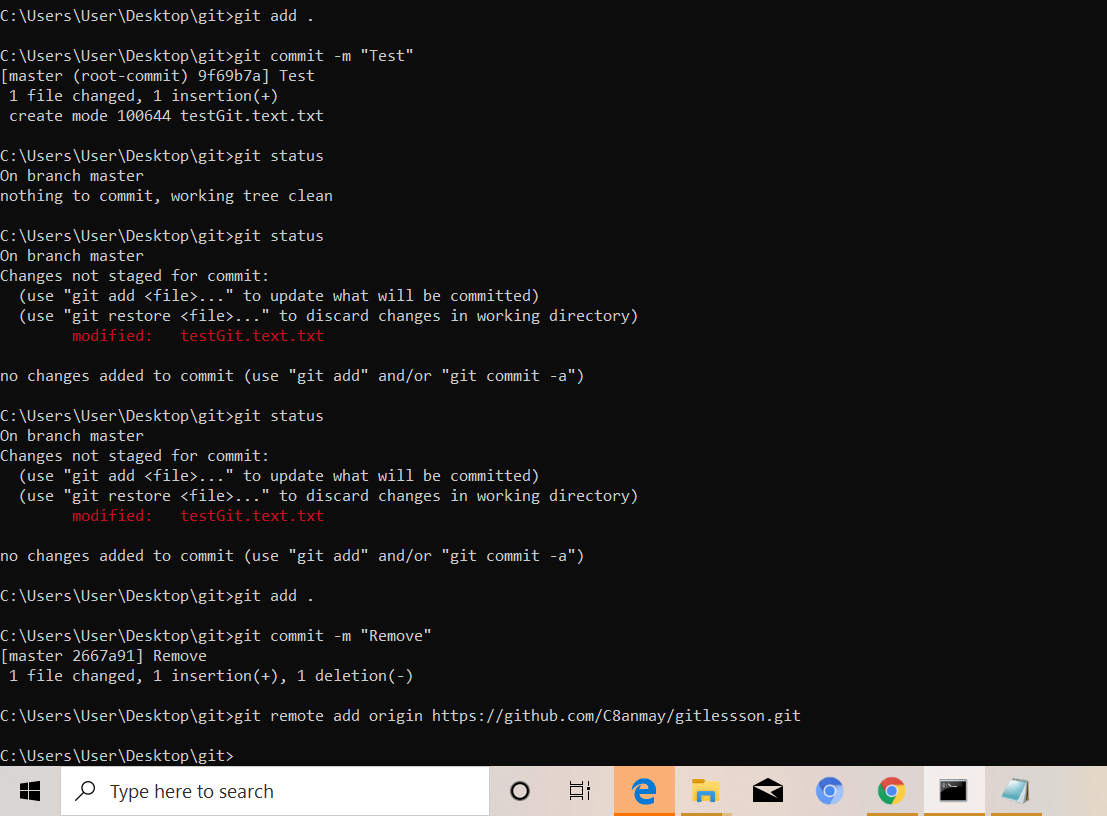 C:\Users\User\Desktop\git>git add .
C:\Users\User\Desktop\git>git commit -m "Test"
[master (root-commit) 9f69b7a] Test
 1 file changed, 1 insertion(+)
 create mode 100644 testGit.text.txt
C:\Users\User\Desktop\git>git status
On branch master
nothing to commit, working tree clean
C:\Users\User\Desktop\git>git status
On branch master
Changes not staged for commit:
  (use "git add <file>..." to update what will be committed)
  (use "git restore <file>..." to discard changes in working directory)
        modified:   testGit.text.txt
no changes added to commit (use "git add" and/or "git commit -a")
C:\Users\User\Desktop\git>git status
On branch master
Changes not staged for commit:
  (use "git add <file>..." to update what will be committed)
  (use "git restore <file>..." to discard changes in working directory)
        modified:   testGit.text.txt
no changes added to commit (use "git add" and/or "git commit -a")
C:\Users\User\Desktop\git>git add .
C:\Users\User\Desktop\git>git commit -m "Remove"
[master 2667a91] Remove
 1 file changed, 1 insertion(+), 1 deletion(-)
C:\Users\User\Desktop\git>git remote add origin https://github.com/C8anmay/gitlessson.git
C:\Users\User\Desktop\git>
Type here to search